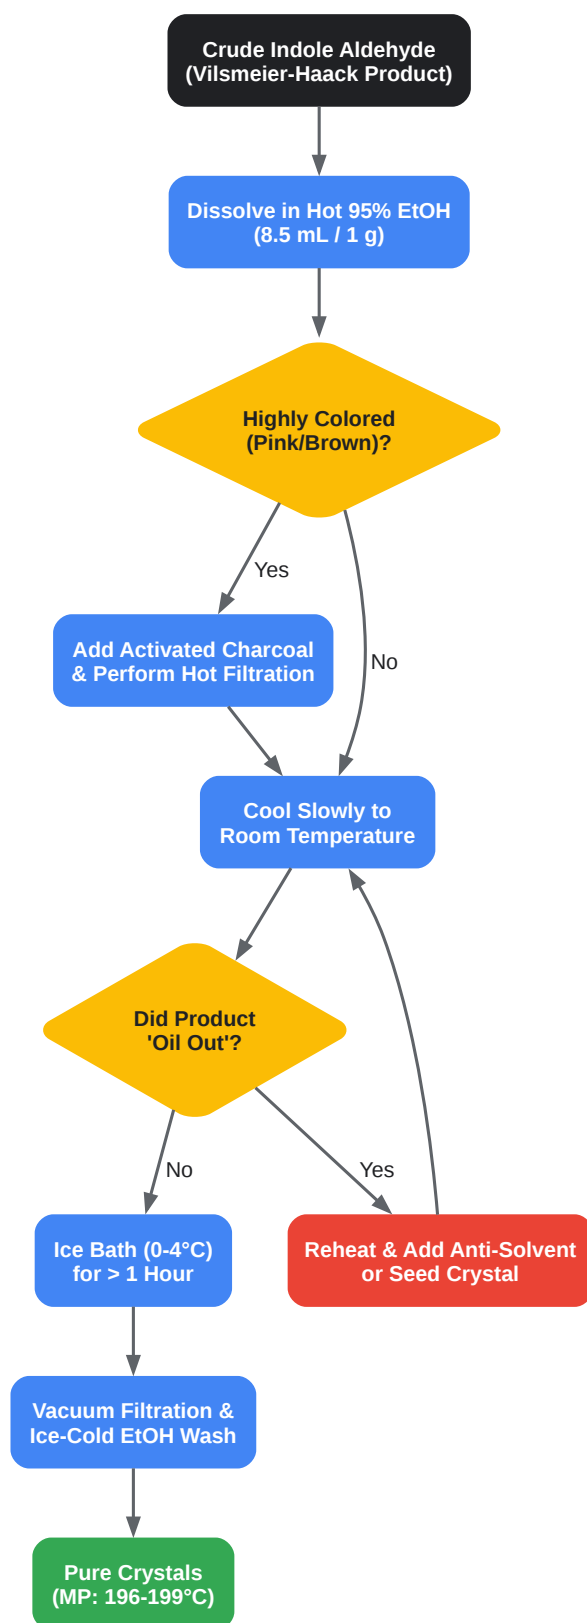 Crude Indole Aldehyde
(Vilsmeier-Haack Product)
Dissolve in Hot 95% EtOH
(8.5 mL / 1 g)
Highly Colored
(Pink/Brown)?
Yes
Add Activated Charcoal
& Perform Hot Filtration
No
Cool Slowly to
Room Temperature
Did Product
'Oil Out'?
No
Yes
Ice Bath (0-4°C)
for > 1 Hour
Reheat & Add Anti-Solvent
or Seed Crystal
Vacuum Filtration &
Ice-Cold EtOH Wash
Pure Crystals
(MP: 196-199°C)